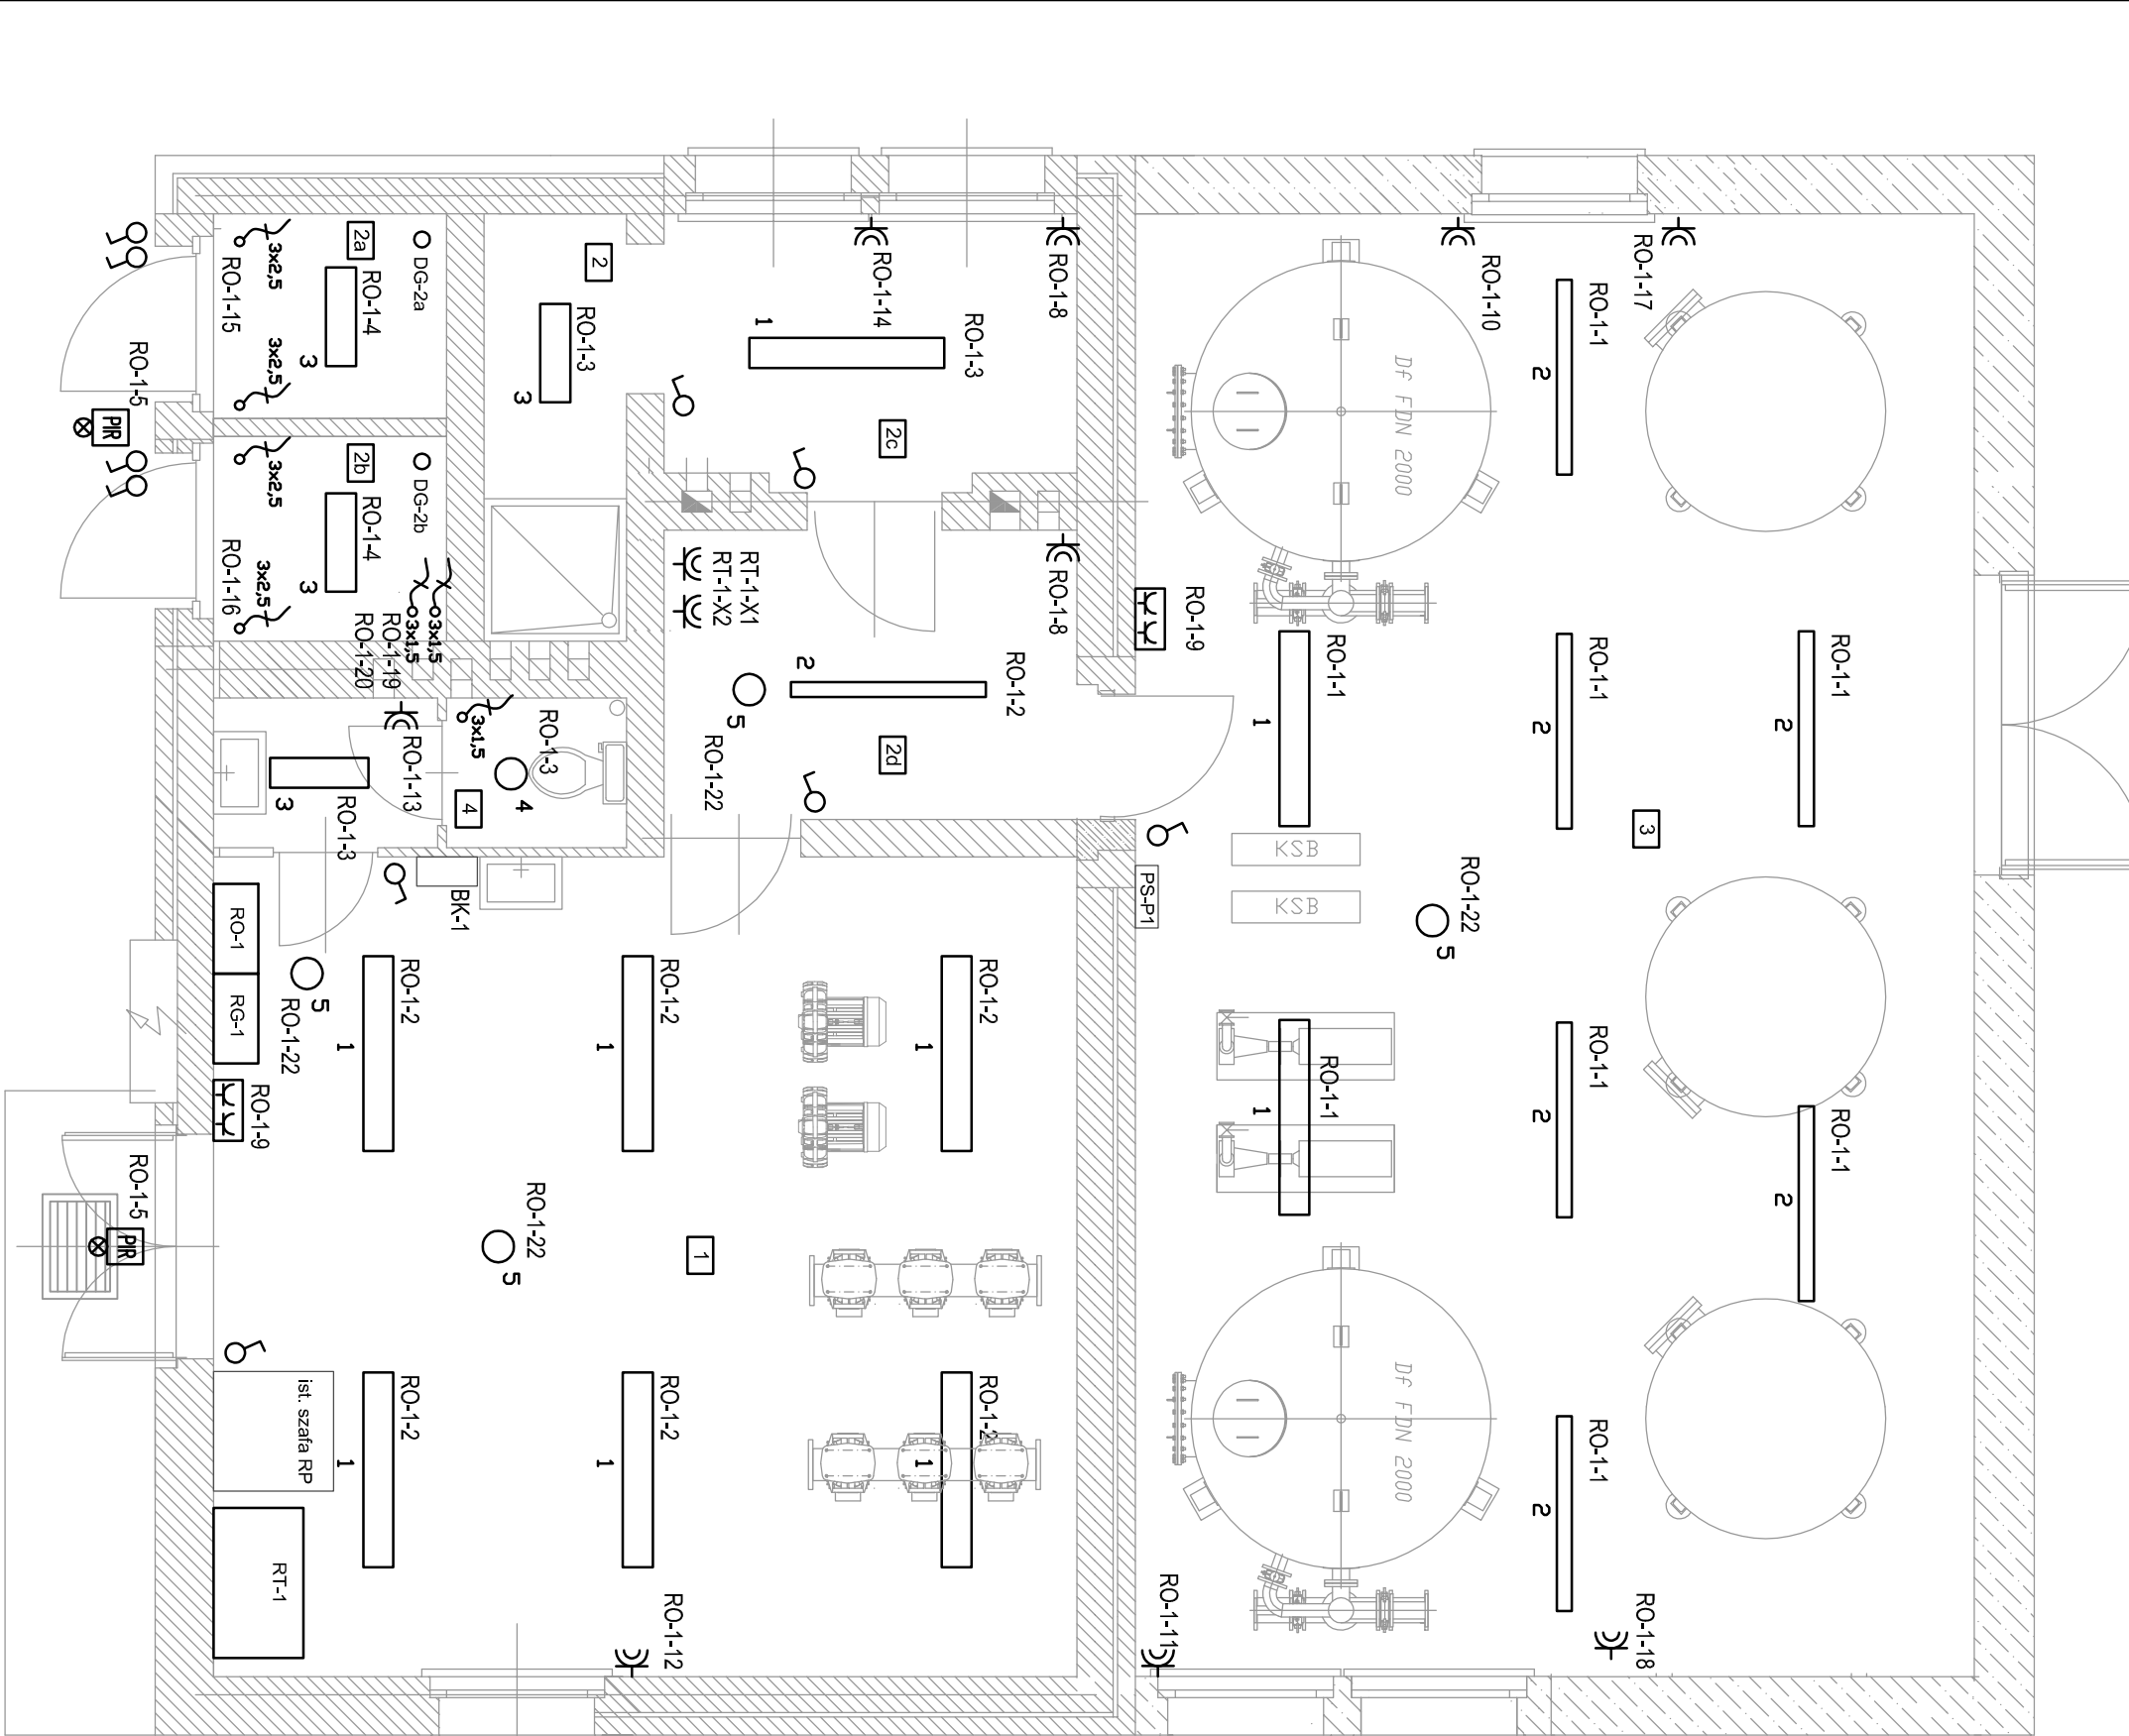 2a
DG-2a
3x2,5
RO-1-4
RO-1-15
3
3x2,5
RO-1-5
PIR
2b
DG-2b
3x2,5
RO-1-4
RO-1-16
3x2,5
3
3x1,5
3x1,5
RO-1-19
RO-1-20
2
RO-1-3
3
RO-1-14
RO-1-8
1
RO-1-3
2c
RT-1-X1
RT-1-X2
RO-1-8
RO-1-2
2
5
RO-1-22
2d
RO-1-13
3x1,5
RO-1-3
4
4
3
RO-1-3
BK-1
RO-1
RG-1
5
RO-1-22
RO-1-9
RO-1-5
PIR
RO-1-2
1
RO-1-2
1
RO-1-2
1
RO-1-22
5
1
ist. szafa RP
RT-1
RO-1-2
1
RO-1-2
1
RO-1-2
1
RO-1-12
RO-1-10
RO-1-17
RO-1-1
2
DF FDN 2000
RO-1-9
RO-1-1
1
RO-1-1
2
RO-1-1
2
3
KSB
KSB
PS-P1
RO-1-22
5
RO-1-1
1
RO-1-1
2
RO-1-1
2
DF FDN 2000
RO-1-1
2
RO-1-11
RO-1-18